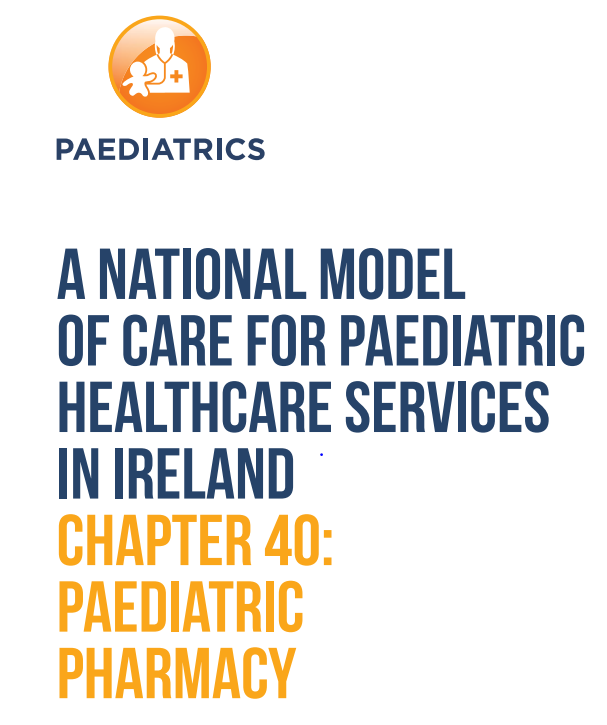 PAEDIATRICS
A NATIONAL MODEL
OF CARE FOR PAEDIATRIC
HEALTHCARE SERVICES
IN IRELAND
CHAPTER 40:
PAEDIATRIC
PHARMACY